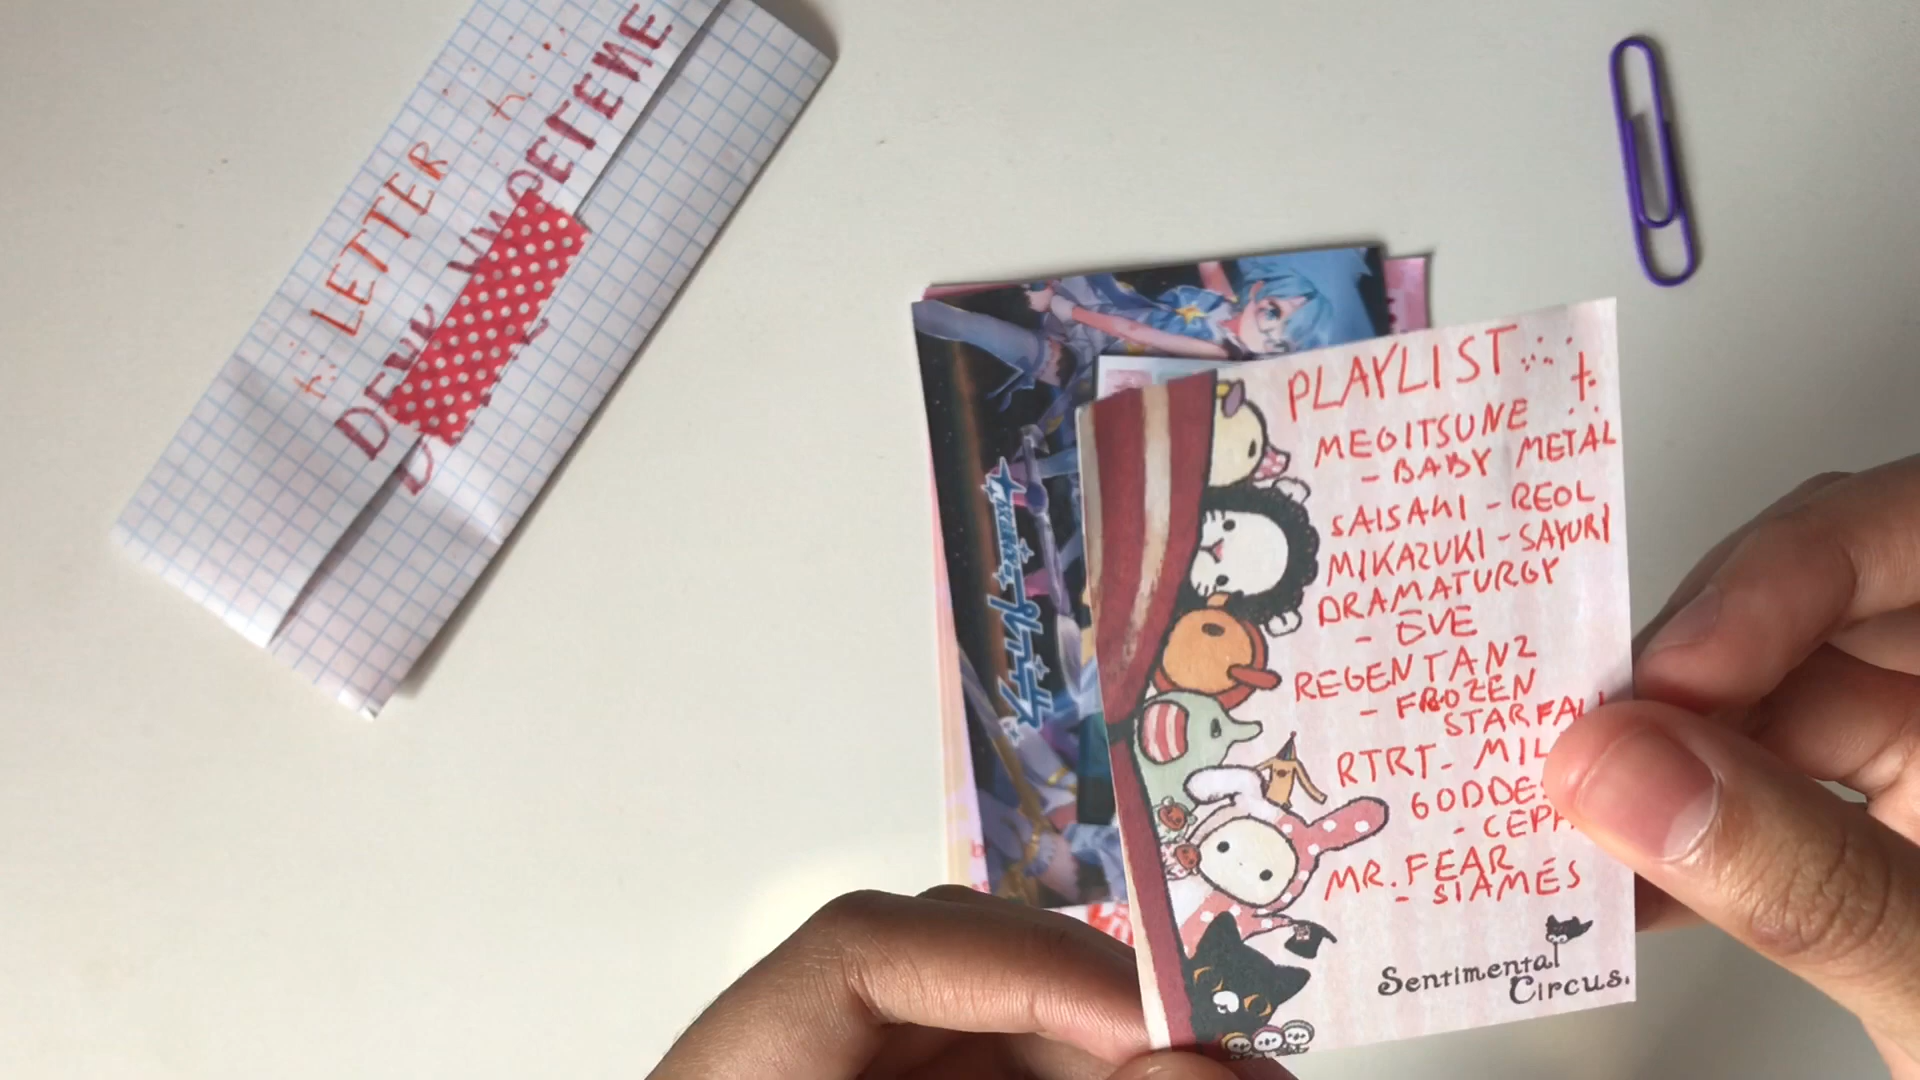 LETTER
PLAYLIST
MEGITSUNE
- BABY METAL
SAISAKI - REOL
MIKAZUKI - SAYURI
DRAMATURGY
- EVE
REGENTANZ
- FROZEN
STARFALL
RTRT - MIL
GODDES
- CEPH
MR. FEAR
- SIAMÉS
Sentimental
Circus.